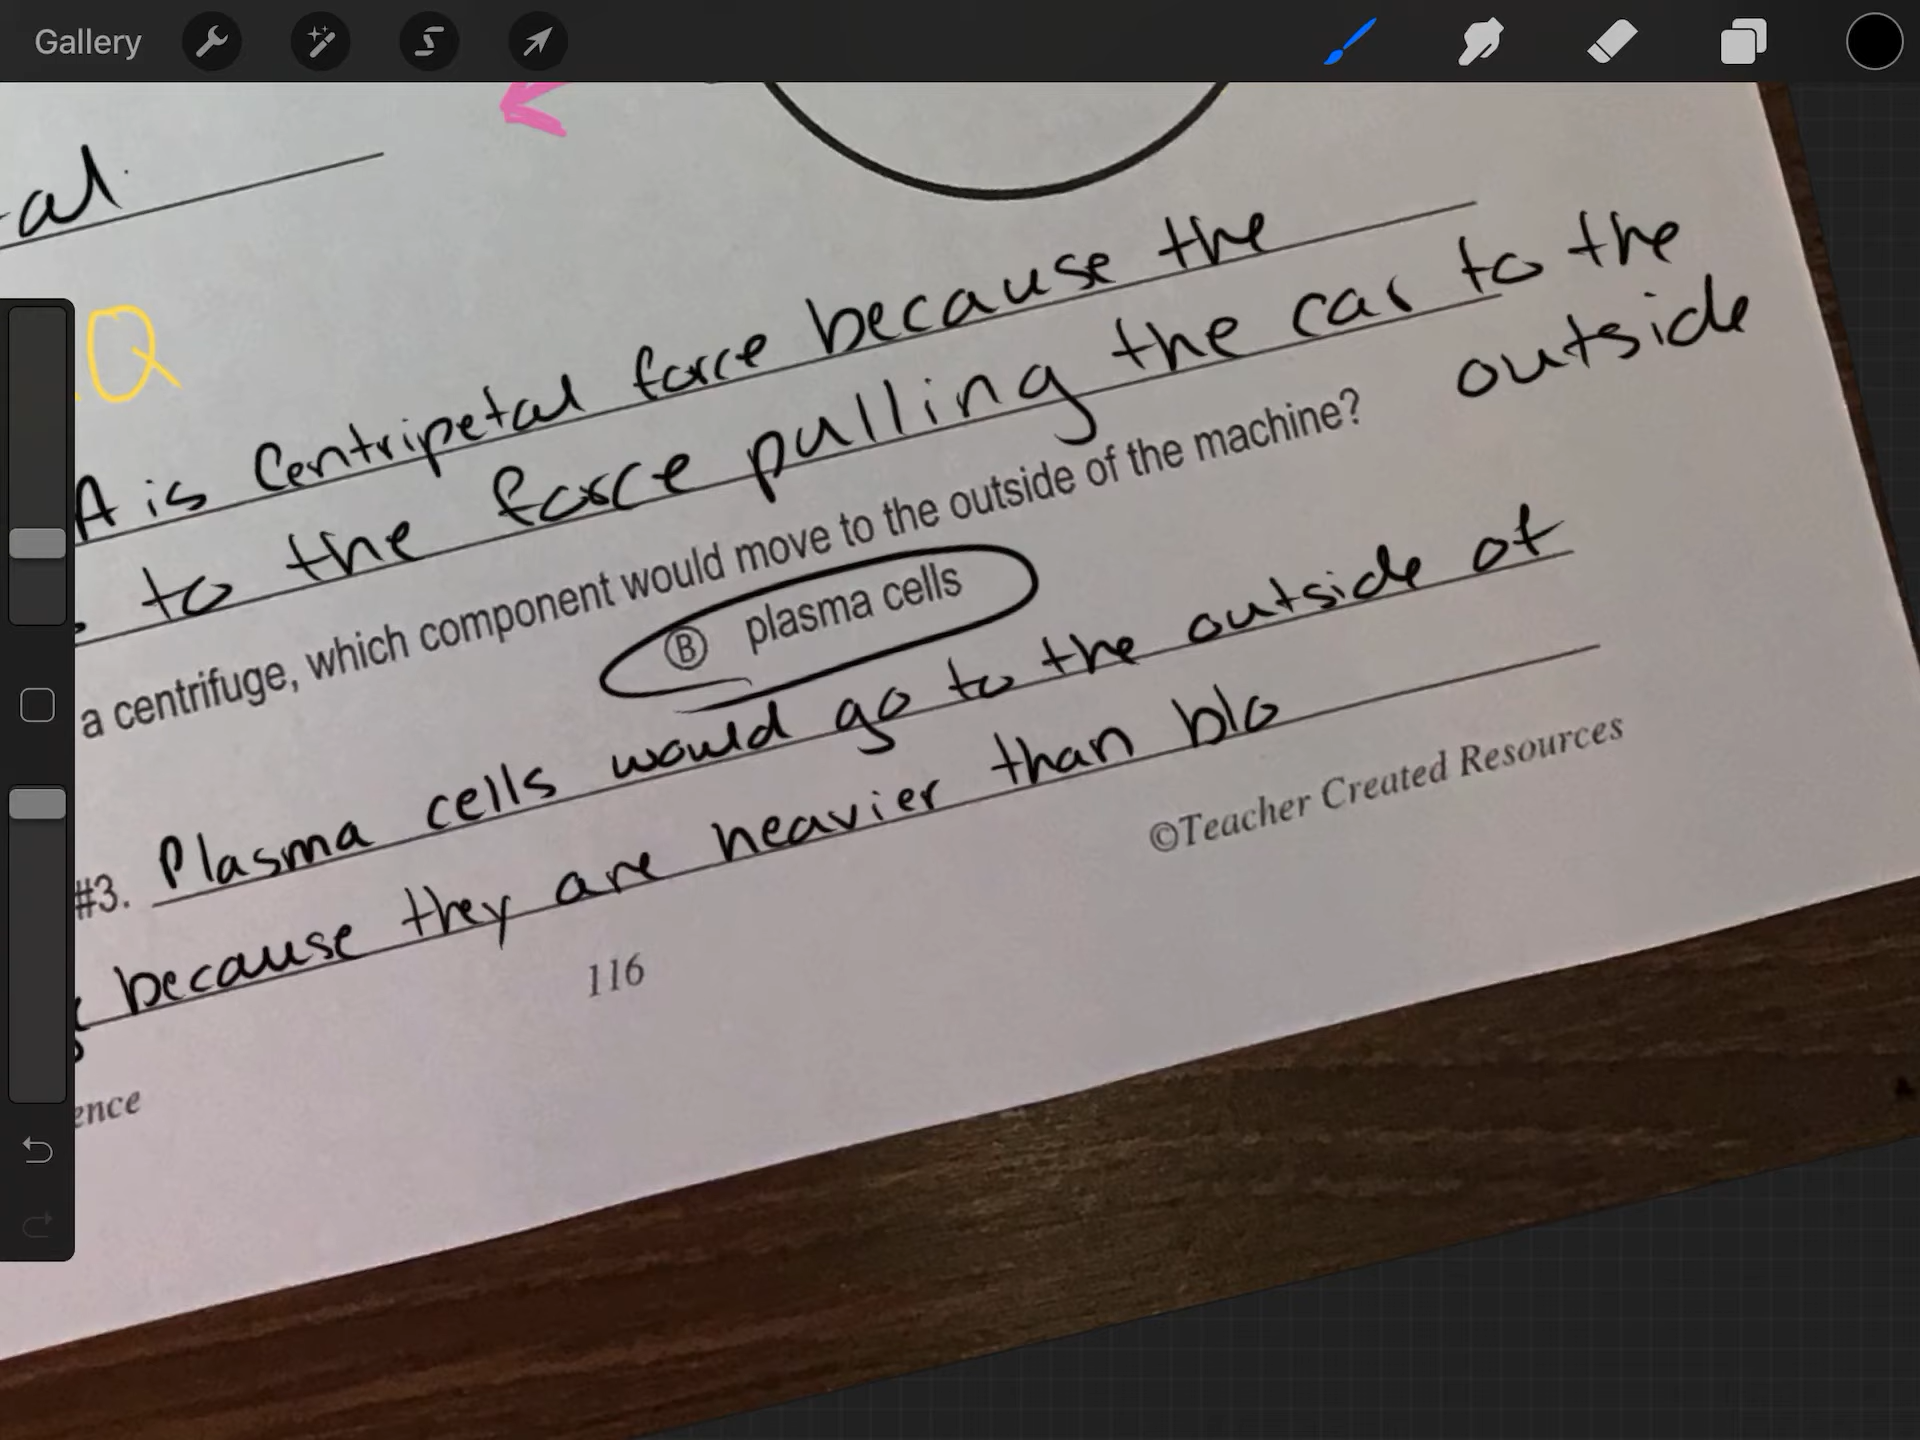 Gallery
al
Q
A is Centripetal force because the
to the force pulling the car to the
outside
a centrifuge, which component would move to the outside of the machine?
B plasma cells
#3. Plasma cells would go to the outside of
because they are heavier than blo
©Teacher Created Resources
116
ence